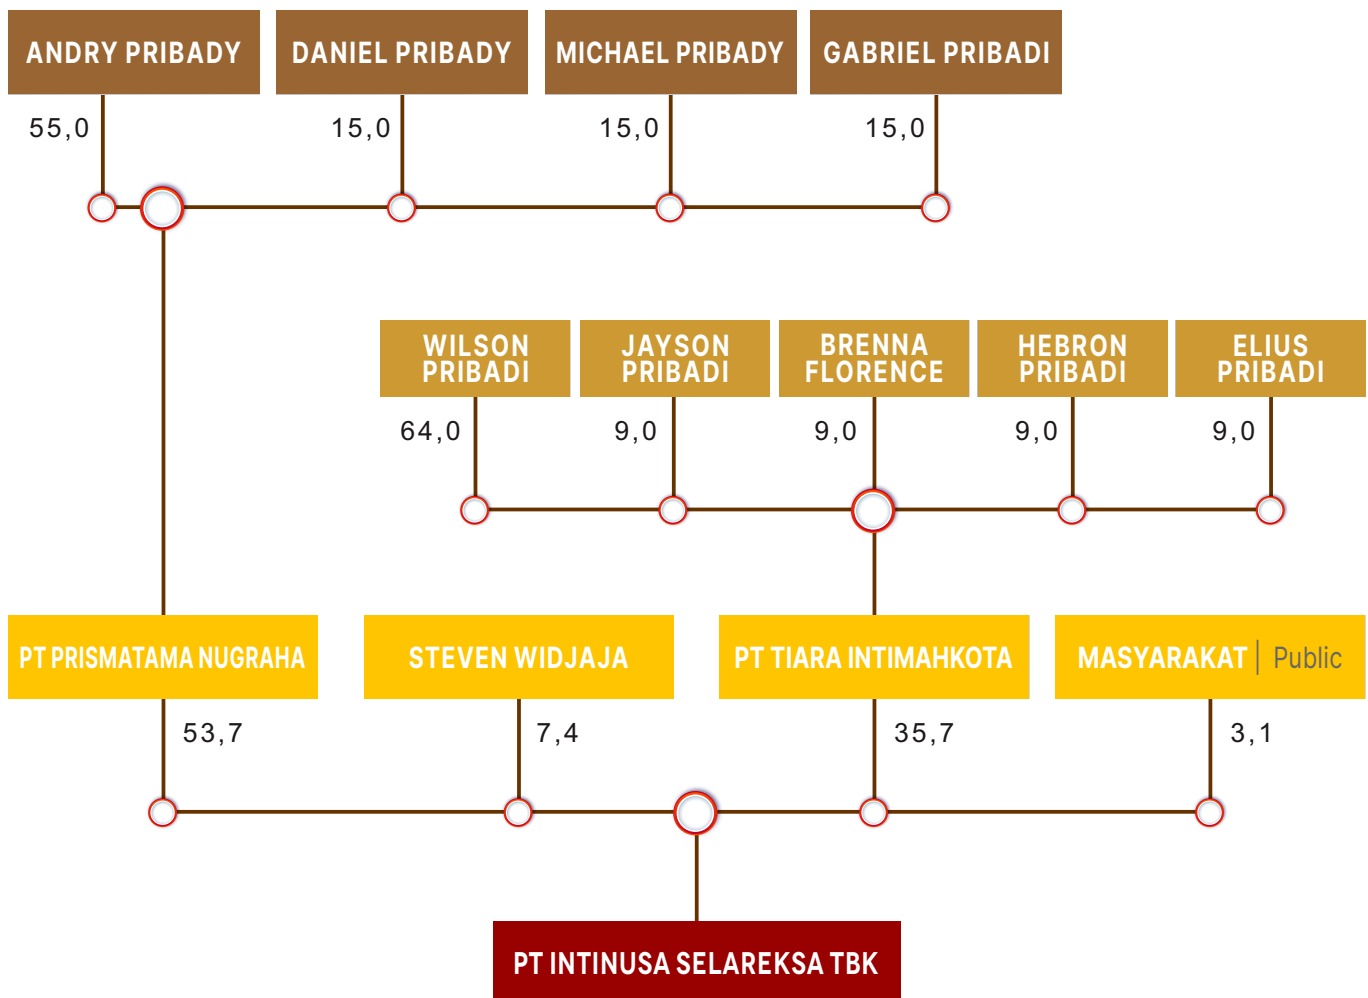 ANDRY PRIBADY
DANIEL PRIBADY
MICHAEL PRIBADY
GABRIEL PRIBADI
55,0
15,0
15,0
15,0
WILSON
PRIBADI
JAYSON
PRIBADI
BRENNA
FLORENCE
HEBRON
PRIBADI
ELIUS
PRIBADI
64,0
9,0
9,0
9,0
9,0
PT PRISMATAMA NUGRAHA
STEVEN WIDJAJA
PT TIARA INTIMAHKOTA
MASYARAKAT | Public
53,7
7,4
35,7
3,1
PT INTINUSA SELAREKSA TBK